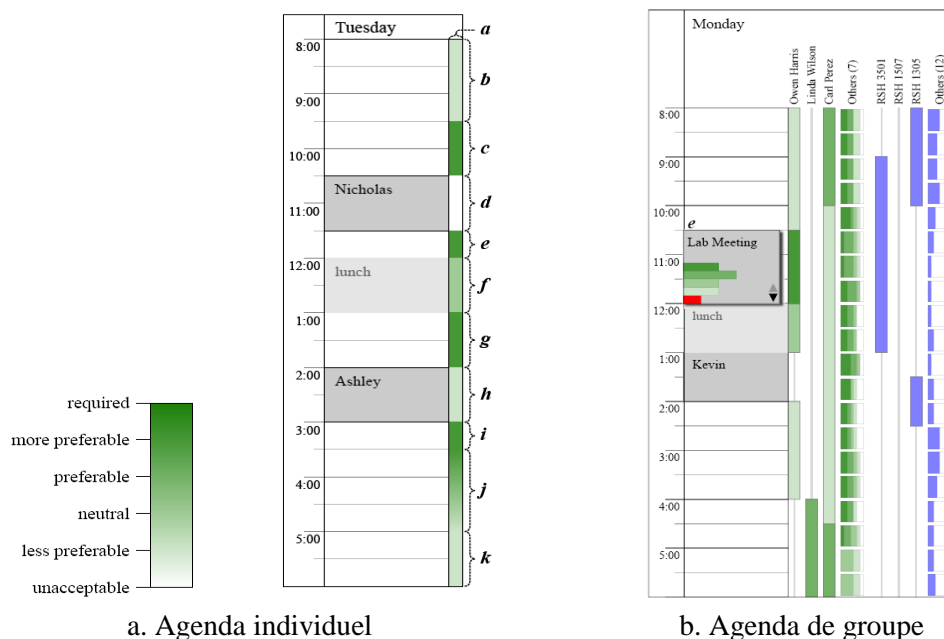 Tuesday
a
8:00
b
9:00
c
10:00
Nicholas
d
11:00
e
12:00
lunch
f
1:00
g
2:00
Ashley
h
3:00
i
4:00
j
5:00
k
required
more preferable
preferable
neutral
less preferable
unacceptable
a. Agenda individuel
Monday
Owen Harris
Linda Wilson
Carl Perez
Others (7)
RSH 3501
RSH 1507
RSH 1305
Others (12)
8:00
9:00
10:00
e
Lab Meeting
11:00
12:00
lunch
1:00
Kevin
2:00
3:00
4:00
5:00
b. Agenda de groupe